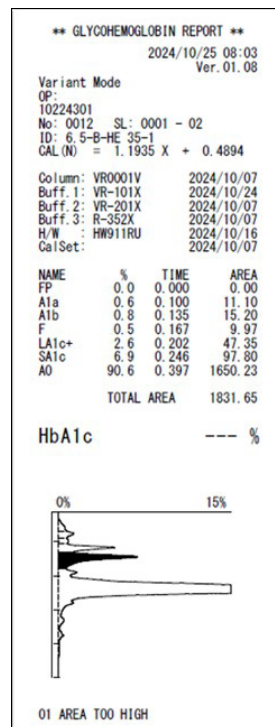 ** GLYCOHEMOGLOBIN REPORT **
2024/10/25 08:03
Ver.01.08
Variant Mode
OP:
10224301
No: 0012 SL: 0001 - 02
ID: 6.5-B-HE 35-1
CAL(N) = 1.1935 X + 0.4894
Column: VR0001V 2024/10/07
Buff.1: VR-101X 2024/10/24
Buff.2: VR-201X 2024/10/07
Buff.3: R-352X 2024/10/07
H/W : HW911RU 2024/10/16
CalSet: 2024/10/07
NAME % TIME AREA
FP 0.0 0.000 0.00
A1a 0.6 0.100 11.10
A1b 0.8 0.135 15.20
F 0.5 0.167 9.97
LA1c+ 2.6 0.202 47.35
SA1c 6.9 0.246 97.80
A0 90.6 0.397 1650.23
TOTAL AREA 1831.65
HbA1c --- %
0% 15%
01 AREA TOO HIGH